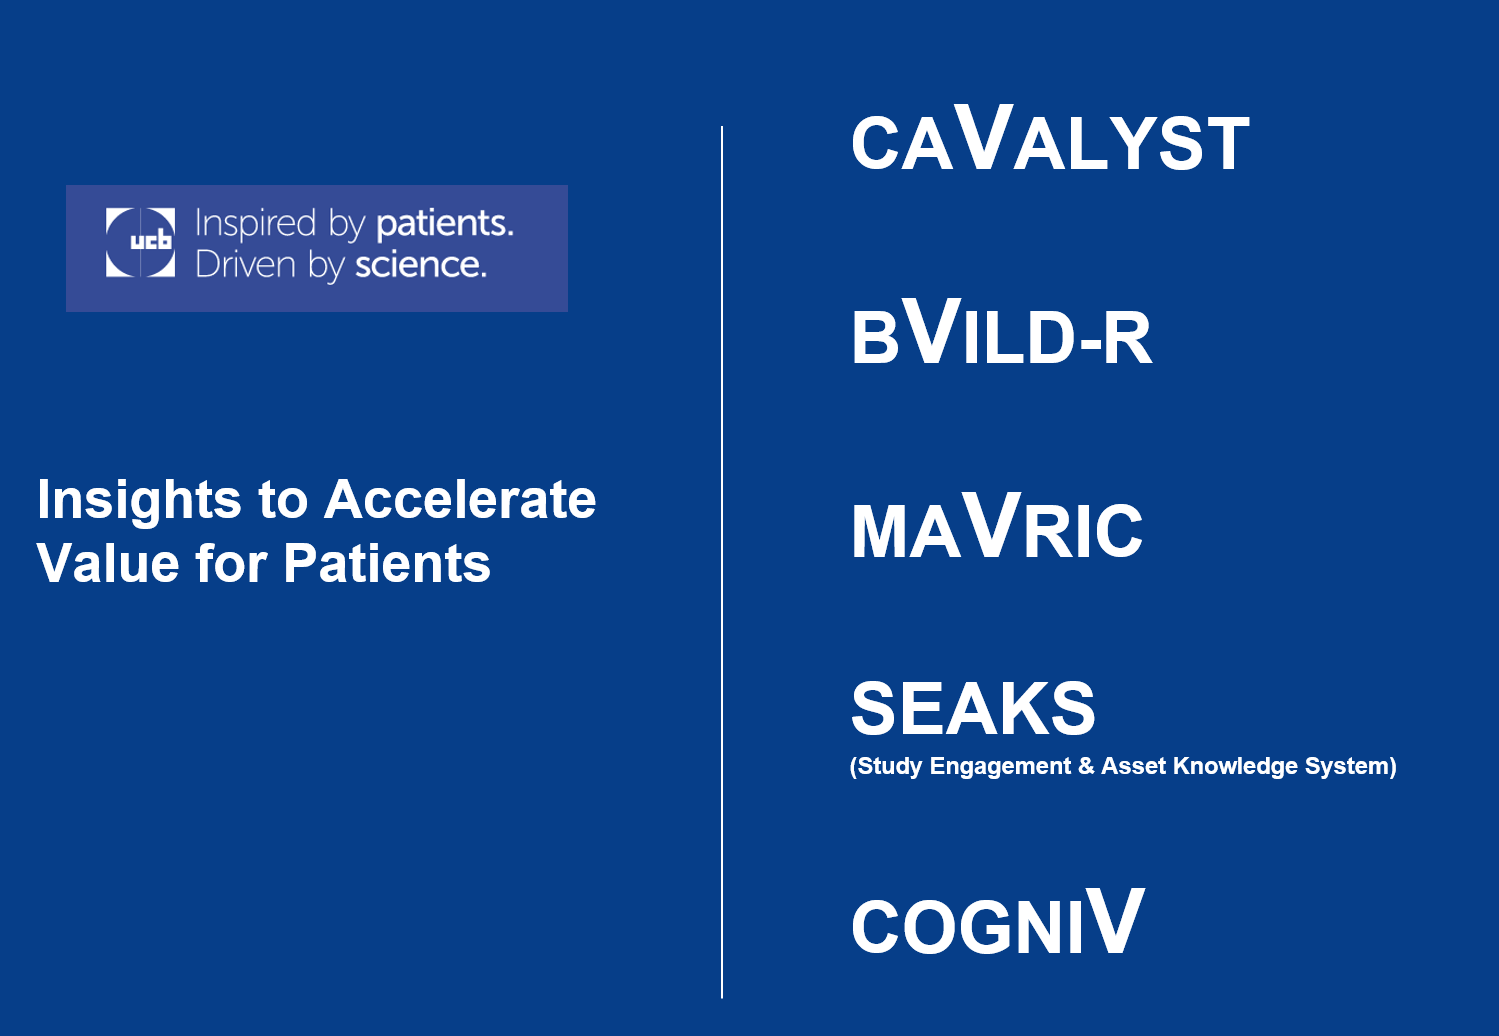 ucb
Inspired by patients.
Driven by science.
Insights to Accelerate
Value for Patients
CAVALYST
BVILD-R
MAVRIC
SEAKS
(Study Engagement & Asset Knowledge System)
COGNIV